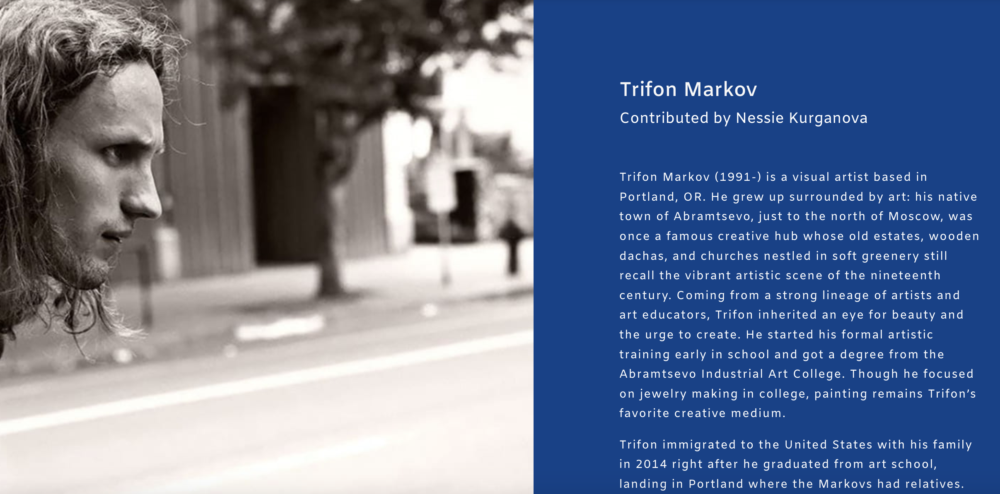 Trifon Markov
Contributed by Nessie Kurganova
Trifon Markov (1991-) is a visual artist based in
Portland, OR. He grew up surrounded by art: his native
town of Abramtsevo, just to the north of Moscow, was
once a famous creative hub whose old estates, wooden
dachas, and churches nestled in soft greenery still
recall the vibrant artistic scene of the nineteenth
century. Coming from a strong lineage of artists and
art educators, Trifon inherited an eye for beauty and
the urge to create. He started his formal artistic
training early in school and got a degree from the
Abramtsevo Industrial Art College. Though he focused
on jewelry making in college, painting remains Trifon’s
favorite creative medium.
Trifon immigrated to the United States with his family
in 2014 right after he graduated from art school,
landing in Portland where the Markovs had relatives.